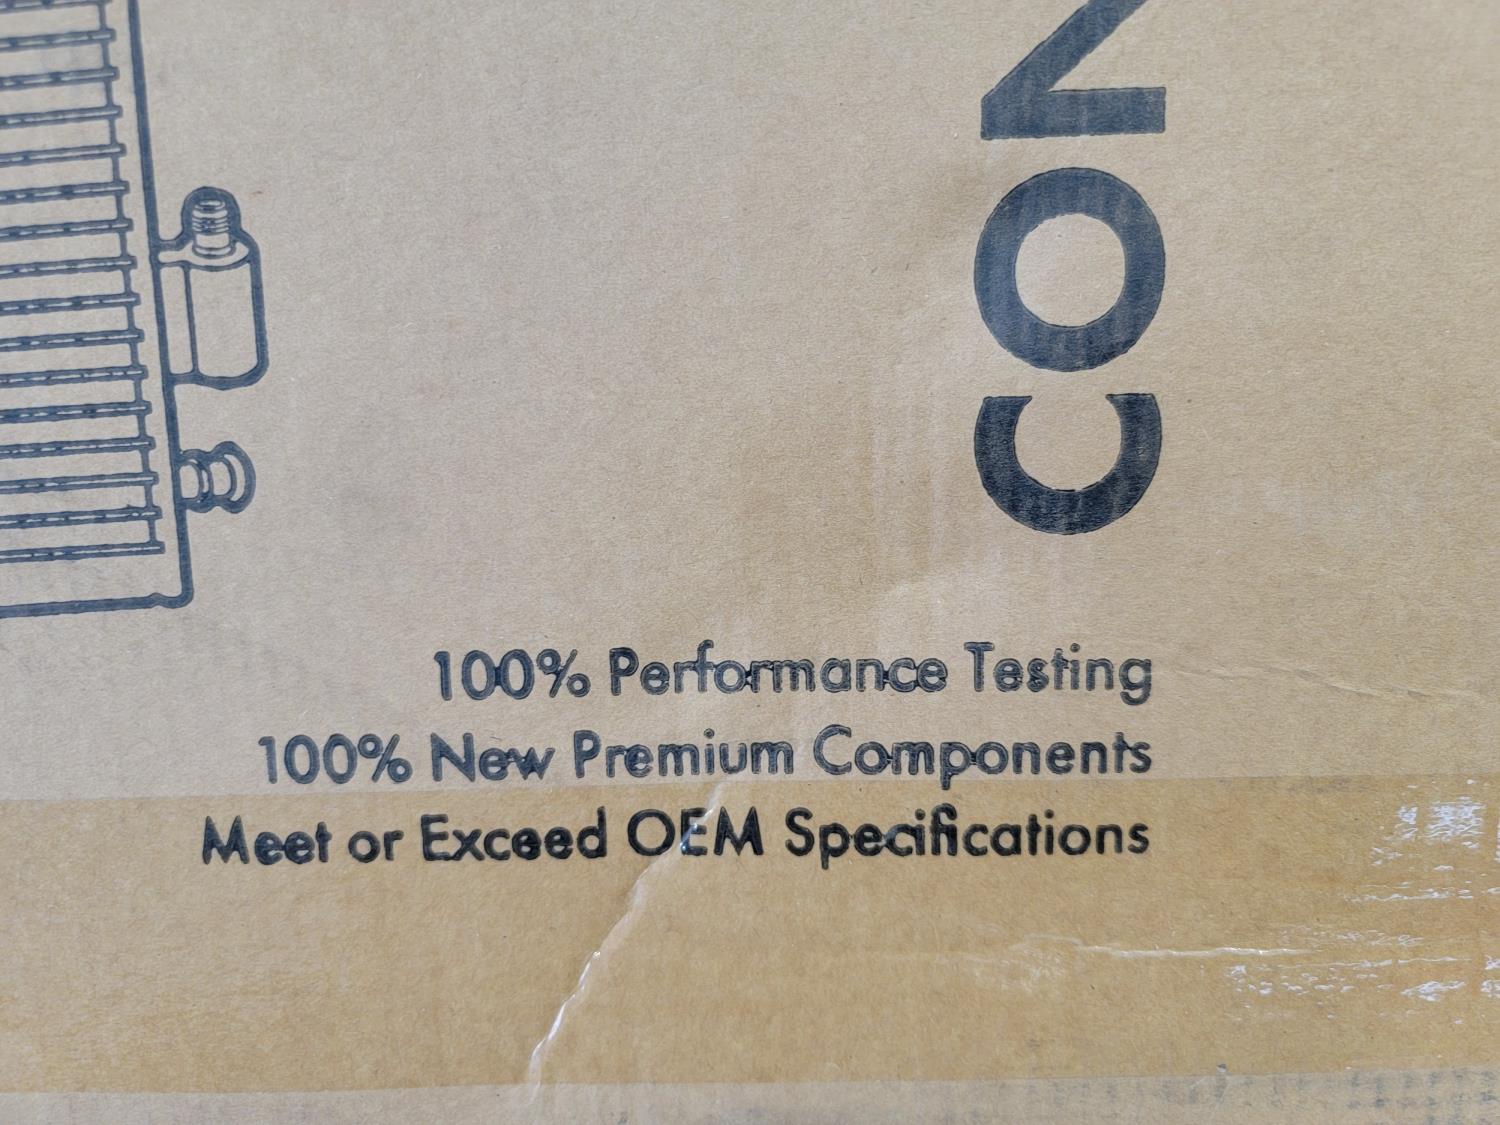 CON
100% Performance Testing
100% New Premium Components
Meet or Exceed OEM Specifications